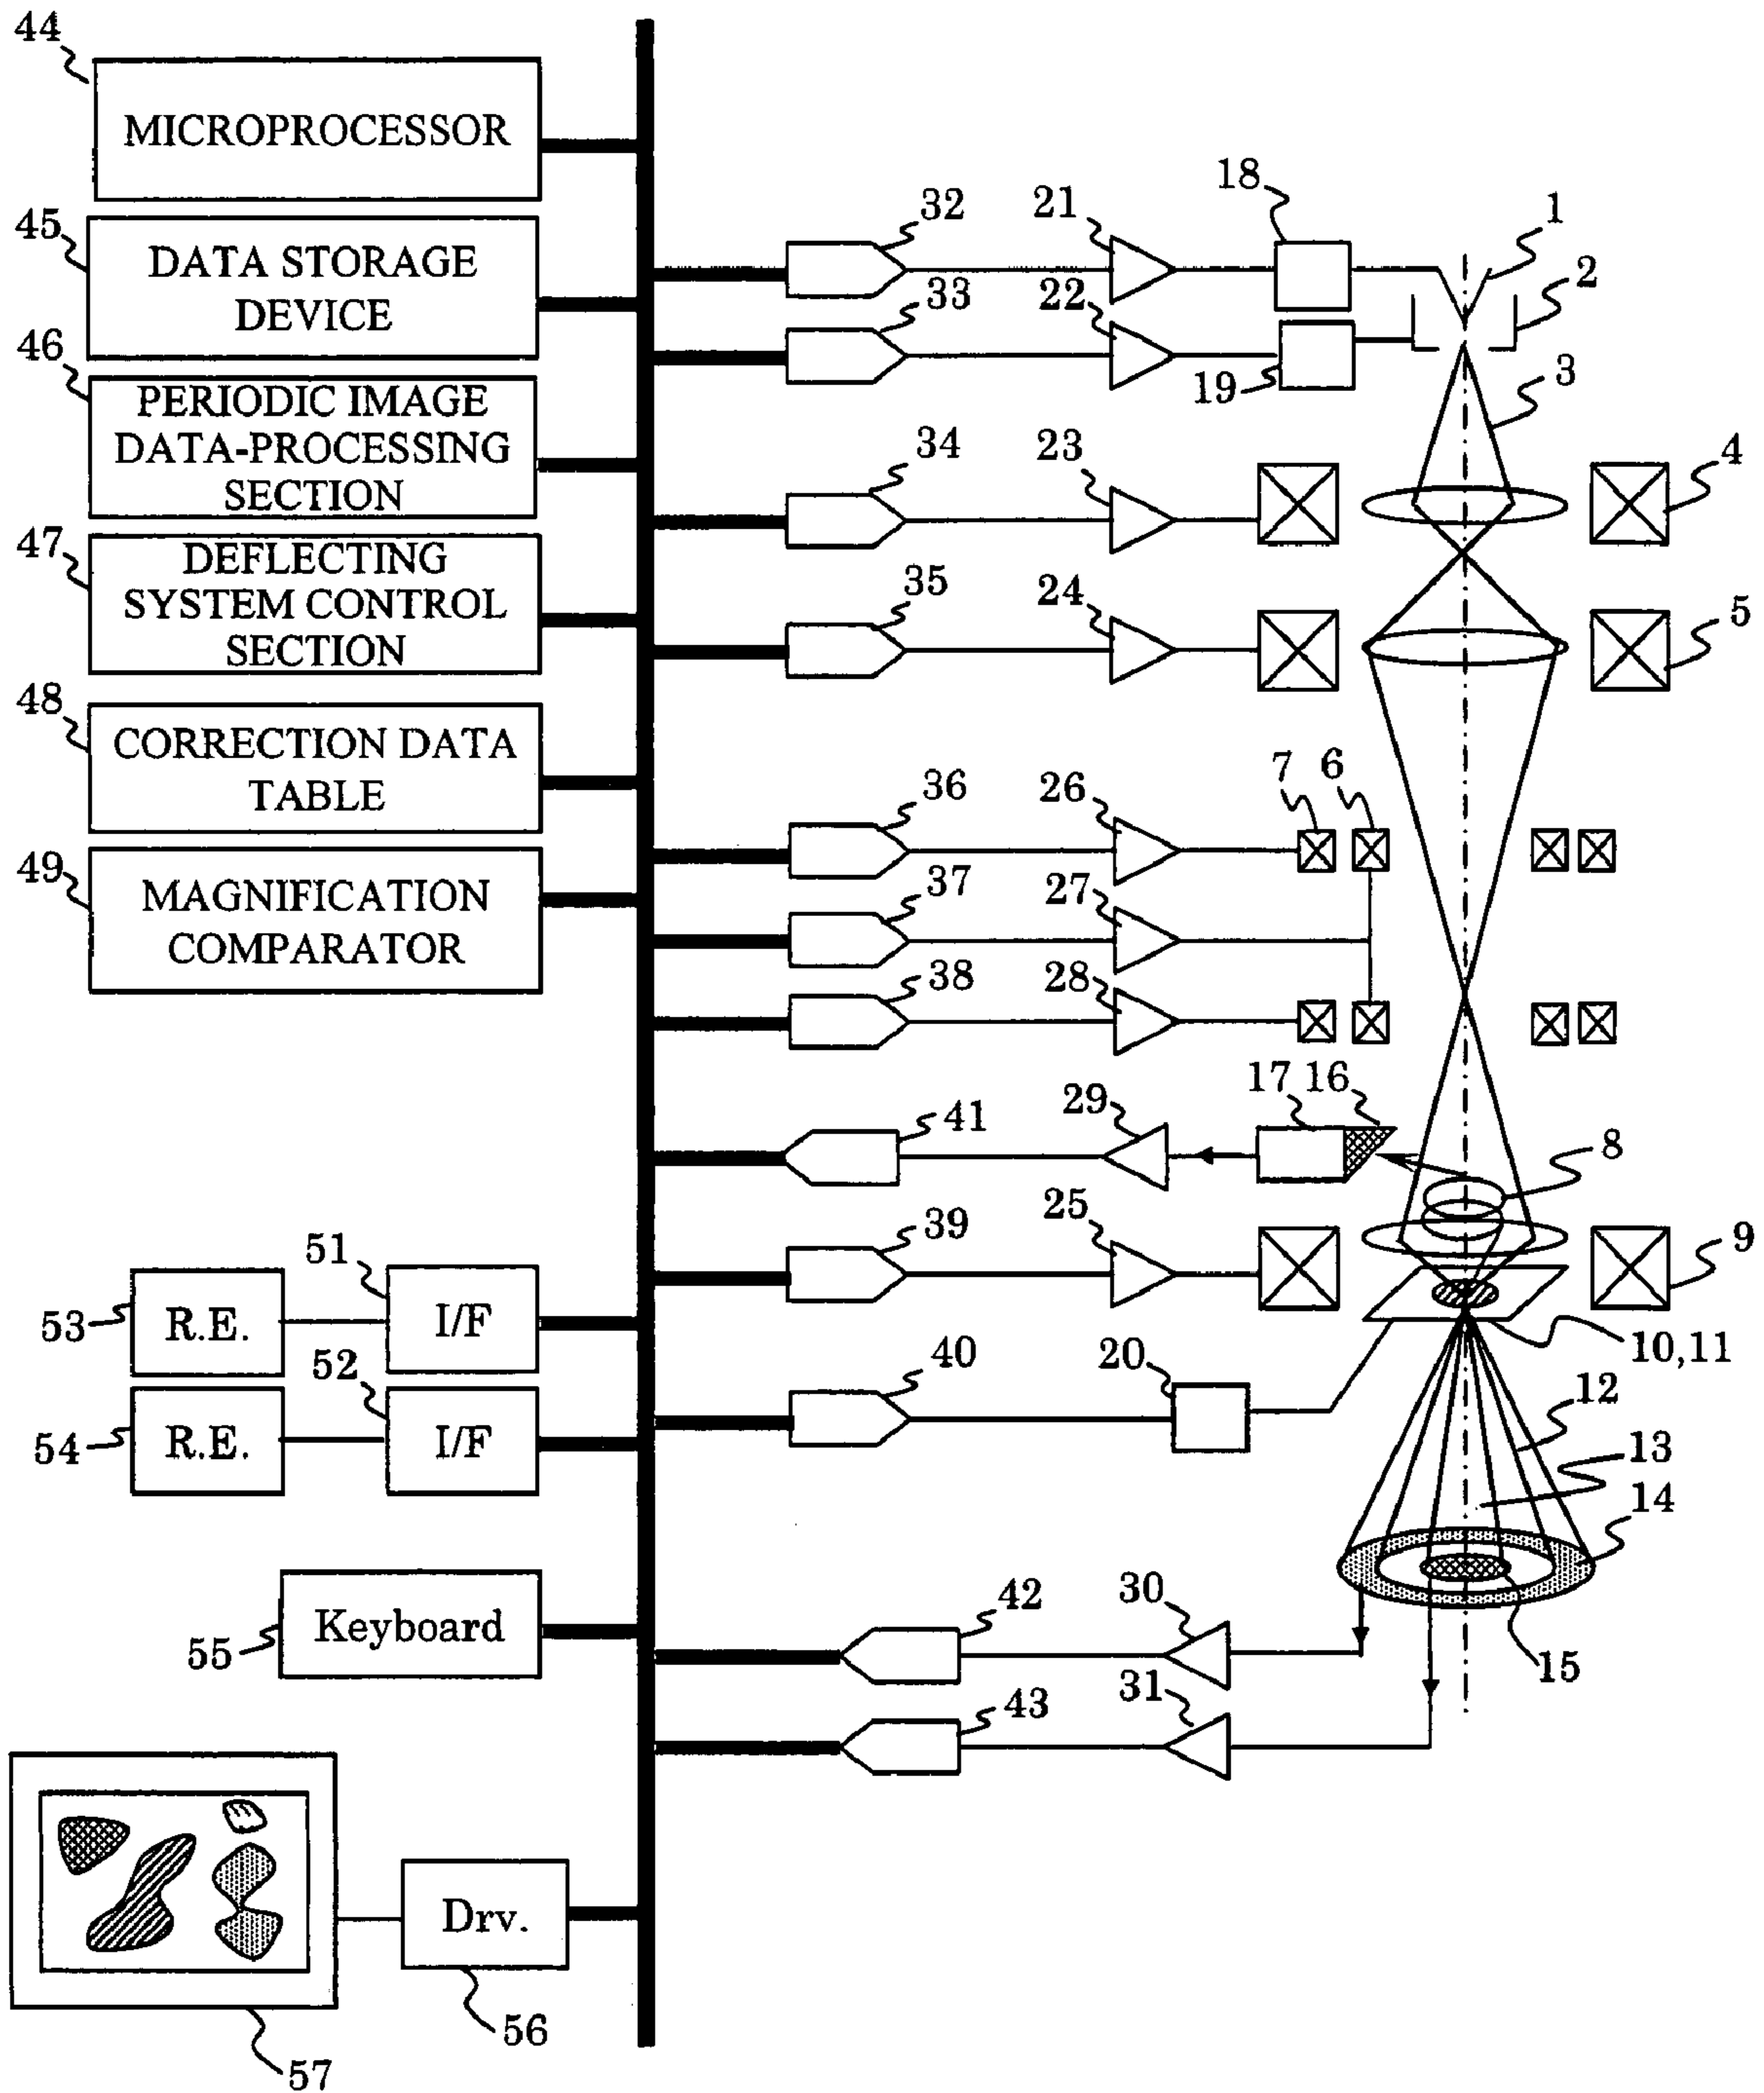 44
MICROPROCESSOR
45
DATA STORAGE
DEVICE
46
PERIODIC IMAGE
DATA-PROCESSING
SECTION
47
DEFLECTING
SYSTEM CONTROL
SECTION
48
CORRECTION DATA
TABLE
49
MAGNIFICATION
COMPARATOR
32
21
18
1
2
33
22
19
3
34
23
4
35
24
5
36
26
7
6
37
27
38
28
41
29
17
16
8
39
25
9
10,11
51
53
R.E.
I/F
52
54
R.E.
I/F
40
20
12
13
14
15
55
Keyboard
42
30
43
31
Drv.
56
57